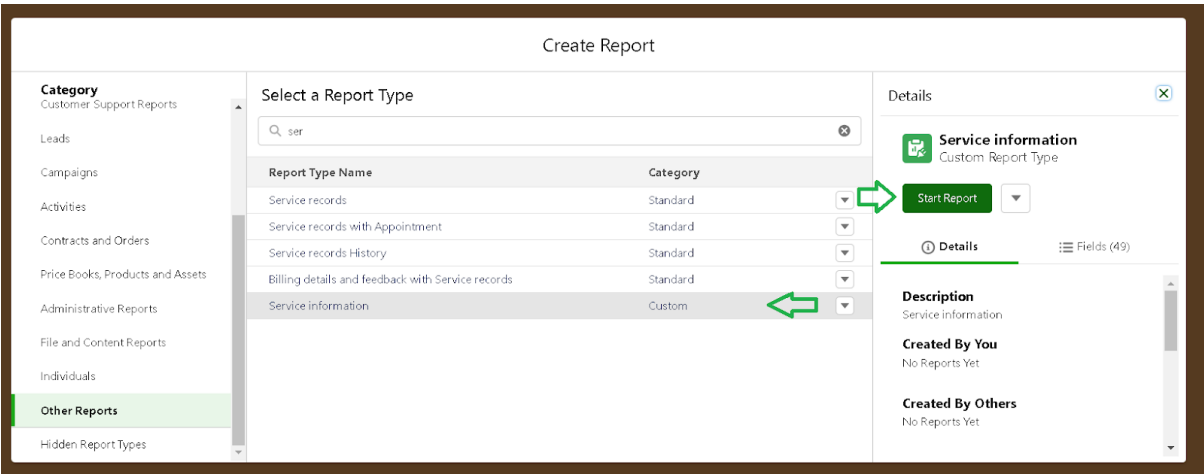 Create Report
Category
Customer Support Reports
Leads
Campaigns
Activities
Contracts and Orders
Price Books, Products and Assets
Administrative Reports
File and Content Reports
Individuals
Other Reports
Hidden Report Types
Select a Report Type
ser
Report Type Name Category
Service records Standard
Service records with Appointment Standard
Service records History Standard
Billing details and feedback with Service records Standard
Service information Custom
Details
Service information
Custom Report Type
Start Report
Details Fields (49)
Description
Service information
Created By You
No Reports Yet
Created By Others
No Reports Yet